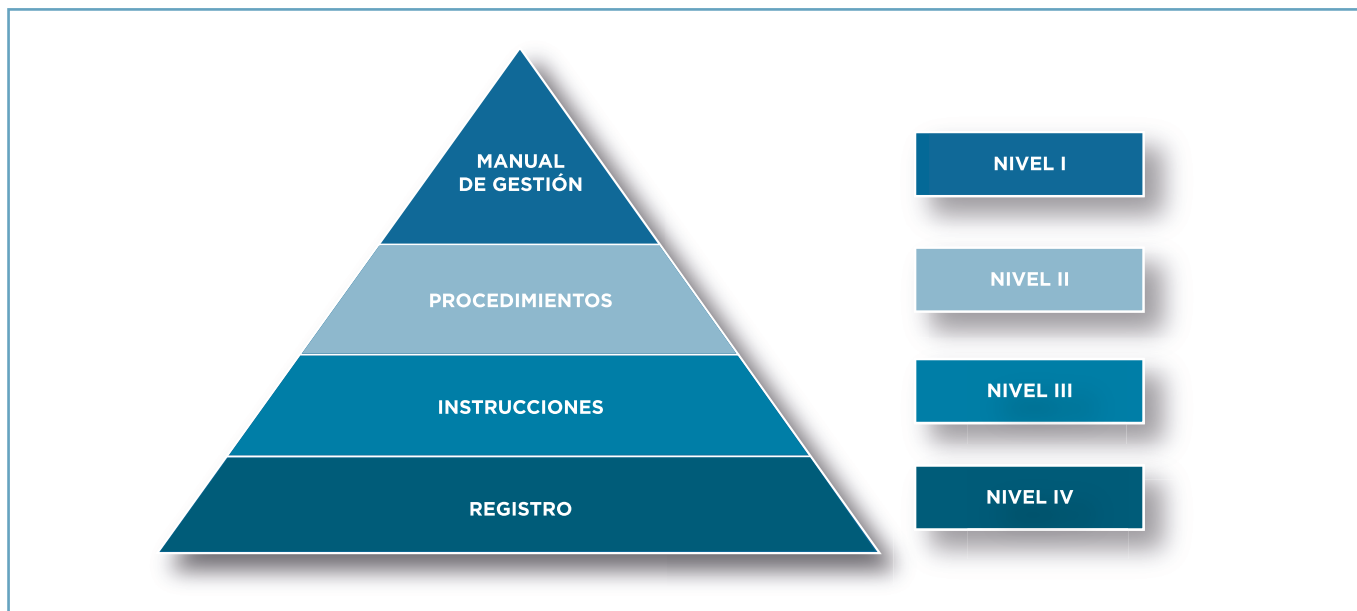 MANUAL
DE GESTIÓN
NIVEL I
PROCEDIMIENTOS
NIVEL II
INSTRUCCIONES
NIVEL III
REGISTRO
NIVEL IV